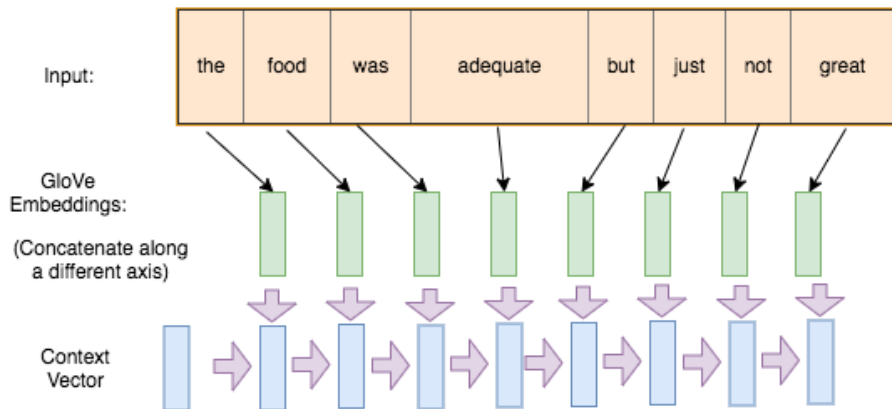 Input:
the food was adequate but just not great
GloVe
Embeddings:
(Concatenate along
a different axis)
Context
Vector